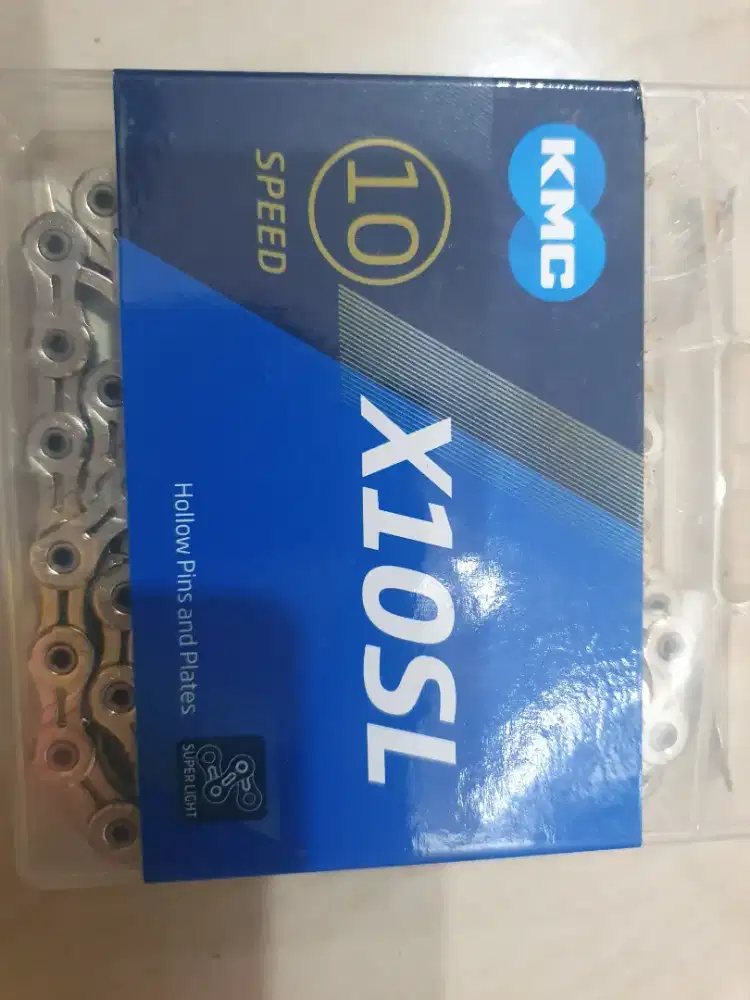 KMC
10
SPEED
X10SL
Hollow Pins and Plates
SUPER LIGHT